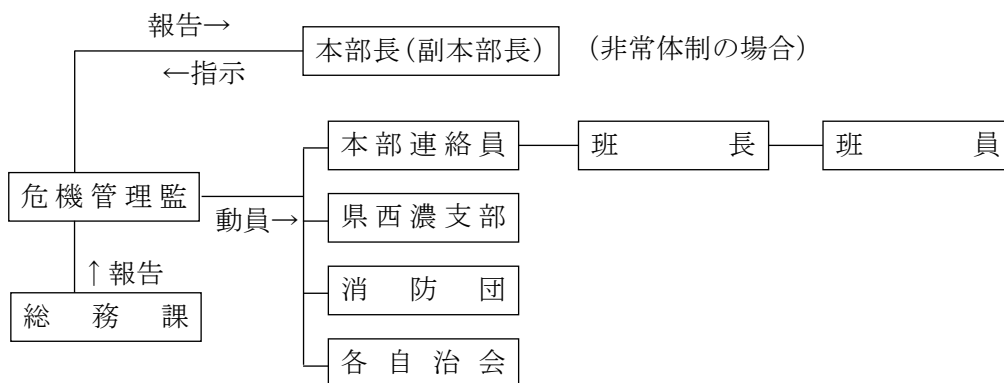 報告→
本部長(副本部長) (非常体制の場合)
←指示
本部連絡員 班長 班員
危機管理監
動員→
県西濃支部
↑報告
消防団
総務課
各自治会